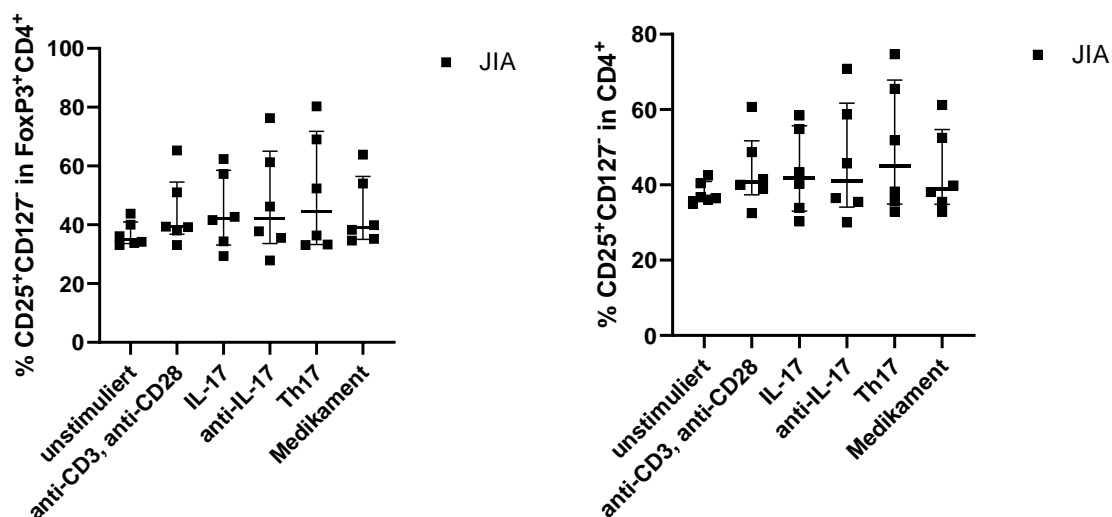 % CD25⁺CD127⁻ in FoxP3⁺CD4⁺
100
80
60
40
20
0
unstimuliert
anti-CD3, anti-CD28
IL-17
anti-IL-17
Th17
Medikament
JIA
% CD25⁺CD127⁻ in CD4⁺
80
60
40
20
0
unstimuliert
anti-CD3, anti-CD28
IL-17
anti-IL-17
Th17
Medikament
JIA